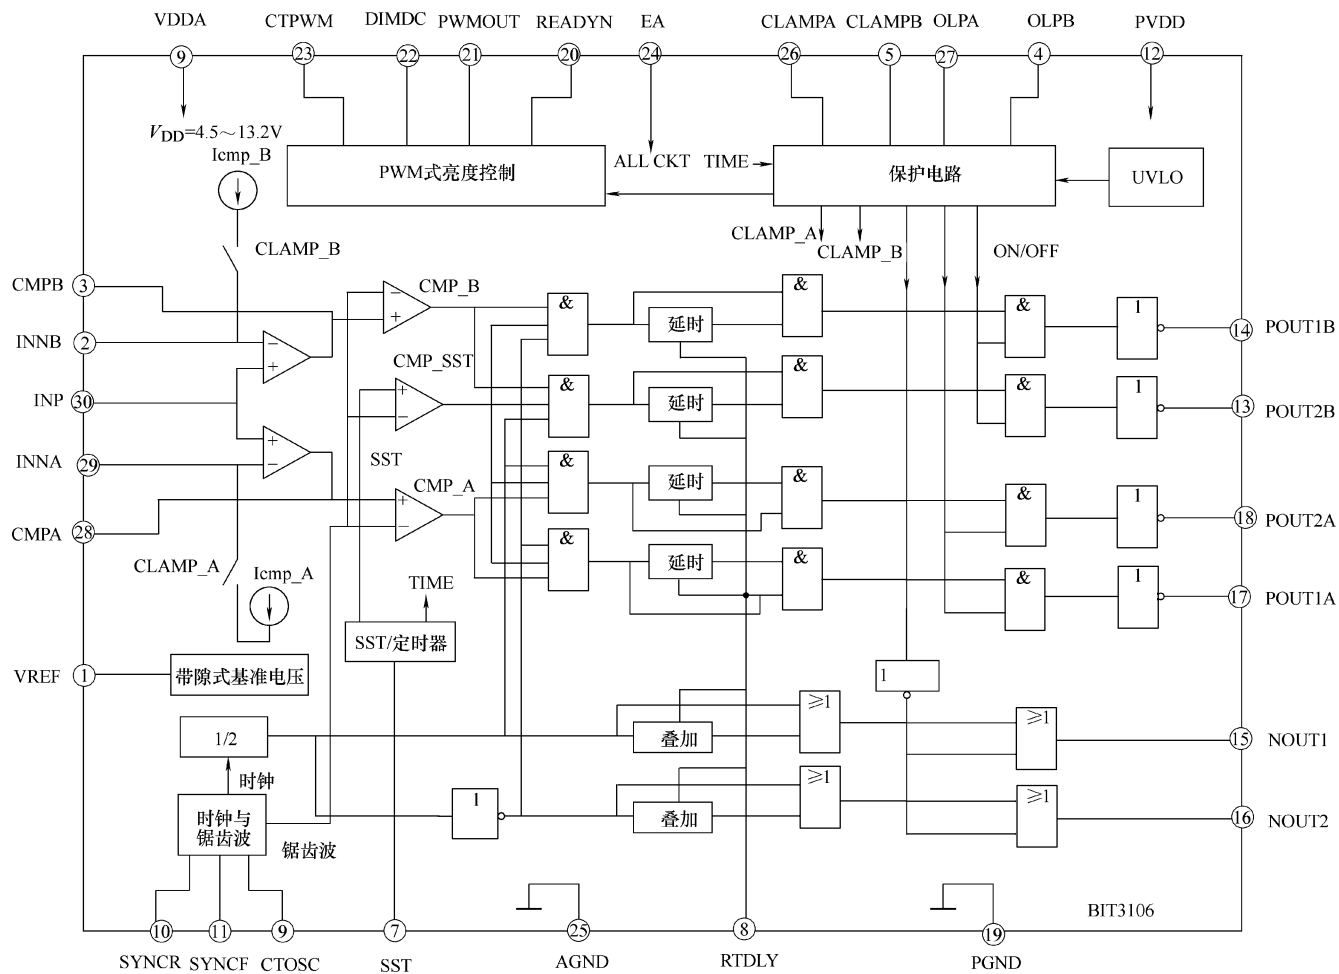 VDDA CTPWM DIMDC PWMOUT READYN EA CLAMPA CLAMPB OLPA OLPB PVDD
9 23 22 21 20 24 26 5 27 4 12
VDD=4.5～13.2V
Icmp_B
PWM式亮度控制
ALL CKT
TIME
保护电路
UVLO
CLAMP_A
CLAMP_B
ON/OFF
CLAMP_B
CMPB 3
CMP_B
& 延时 & & 1
14 POUT1B
INNB 2
− +
− +
CMP_SST
INP 30
+ −
& 延时 & & 1
13 POUT2B
INNA 29
+ −
SST
CMP_A
+ −
& 延时 & & 1
18 POUT2A
CMPA 28
CLAMP_A
Icmp_A
TIME
& 延时 & & 1
17 POUT1A
SST/定时器
VREF 1
带隙式基准电压
1
1/2
叠加 ≥1 ≥1
15 NOUT1
时钟
时钟与
锯齿波
锯齿波
1
叠加 ≥1 ≥1
16 NOUT2
BIT3106
10 11 9 7 25 8 19
SYNCR SYNCF CTOSC SST AGND RTDLY PGND